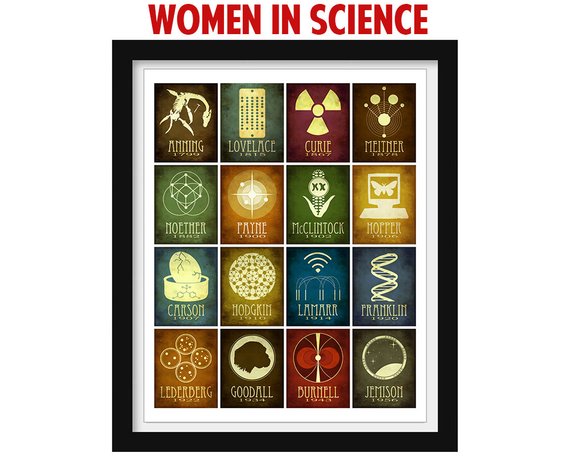 WOMEN IN SCIENCE
ANNING
1799
LOVELACE
1815
CURIE
1867
MEITNER
1878
NOETHER
1882
PAYNE
1900
McCLINTOCK
1902
XX
HOPPER
1906
CARSON
1907
HODGKIN
1910
LAMARR
1914
FRANKLIN
1920
LEDERBERG
1922
GOODALL
1934
BURNELL
1943
JEMISON
1956